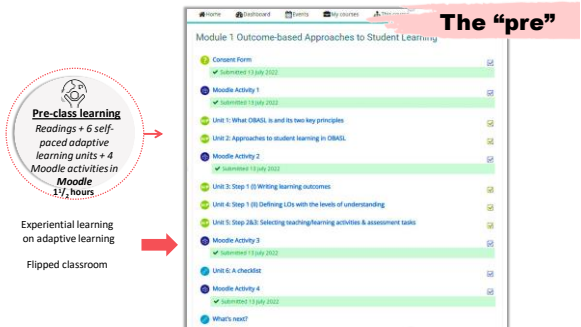 The “pre”
Home Dashboard Events My courses This course
Module 1 Outcome-based Approaches to Student Learning
Consent Form
Submitted 13 July 2022
Moodle Activity 1
Submitted 13 July 2022
Unit 1: What OBASL is and its two key principles
Unit 2: Approaches to student learning in OBASL
Moodle Activity 2
Submitted 13 July 2022
Unit 3: Step 1 (I) Writing learning outcomes
Unit 4: Step 1 (II) Defining LOs with the levels of understanding
Unit 5: Step 2&3: Selecting teaching/learning activities & assessment tasks
Moodle Activity 3
Submitted 13 July 2022
Unit 6: A checklist
Moodle Activity 4
Submitted 13 July 2022
What's next?
Pre-class learning
Readings + 6 self-
paced adaptive
learning units + 4
Moodle activities in
Moodle
1 1/2 hours
Experiential learning
on adaptive learning
Flipped classroom